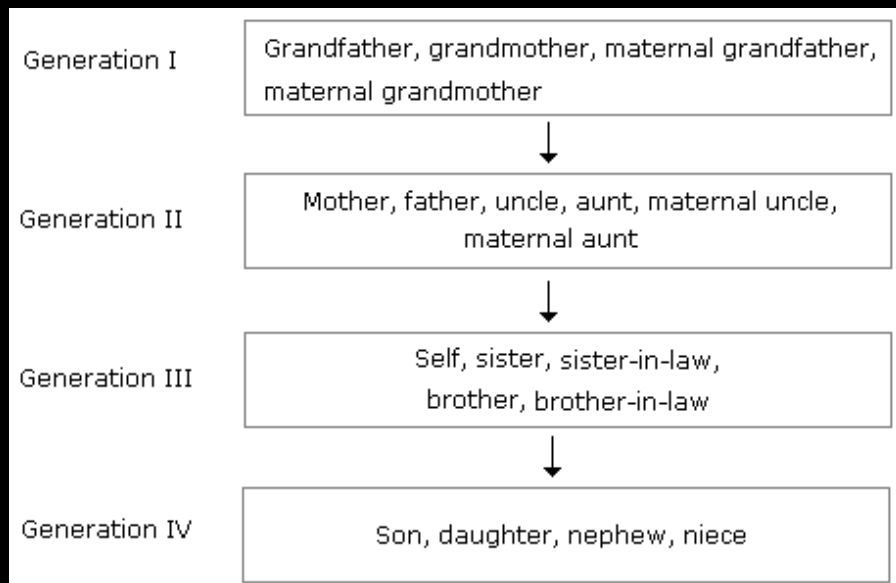 Generation I
Grandfather, grandmother, maternal grandfather,
maternal grandmother
Generation II
Mother, father, uncle, aunt, maternal uncle,
maternal aunt
Generation III
Self, sister, sister-in-law,
brother, brother-in-law
Generation IV
Son, daughter, nephew, niece